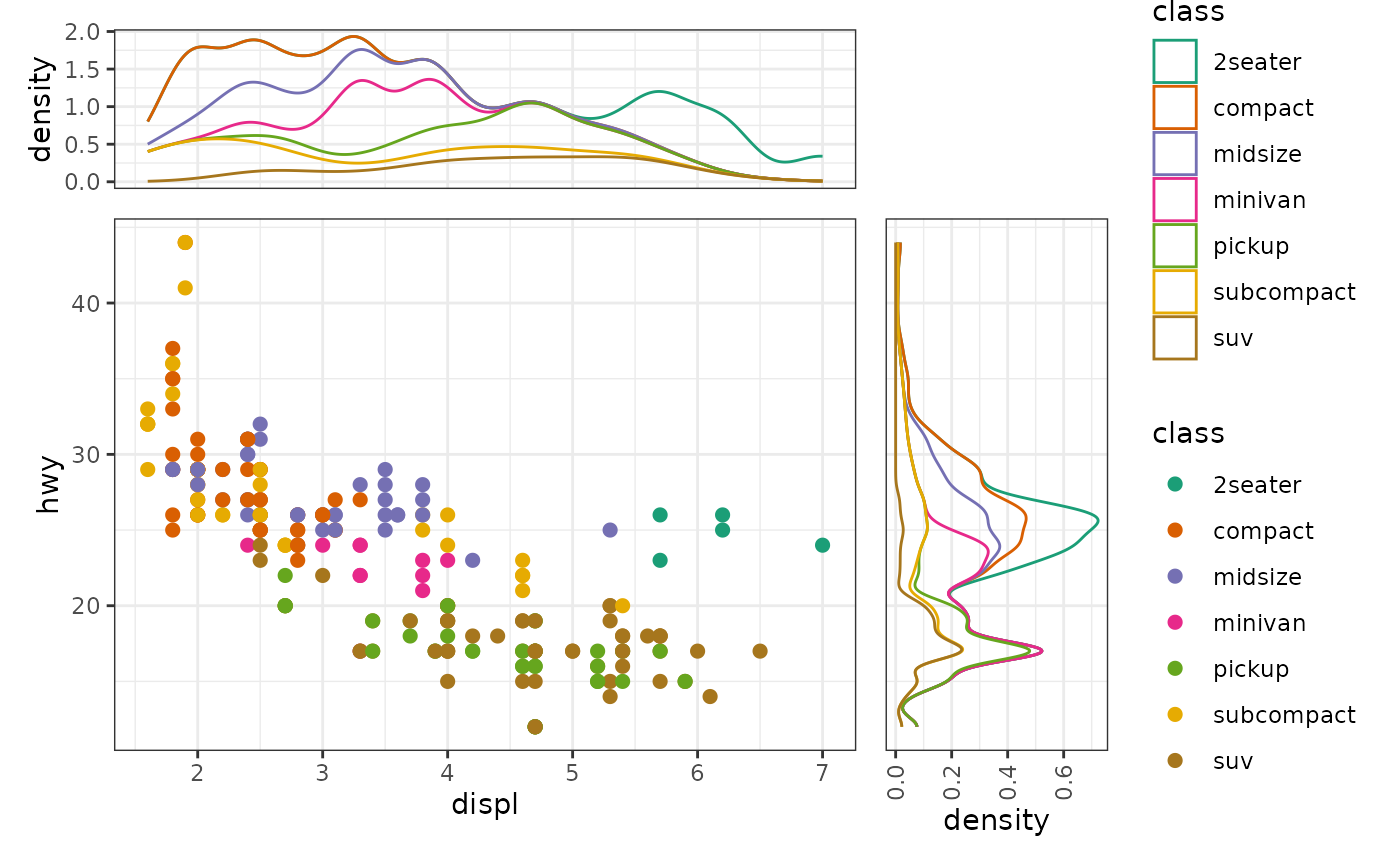 class
2seater
compact
midsize
minivan
pickup
subcompact
suv
density
2.0
1.5
1.0
0.5
0.0
hwy
40
30
20
2 3 4 5 6 7
displ
0.0 0.2 0.4 0.6
density
class
2seater
compact
midsize
minivan
pickup
subcompact
suv